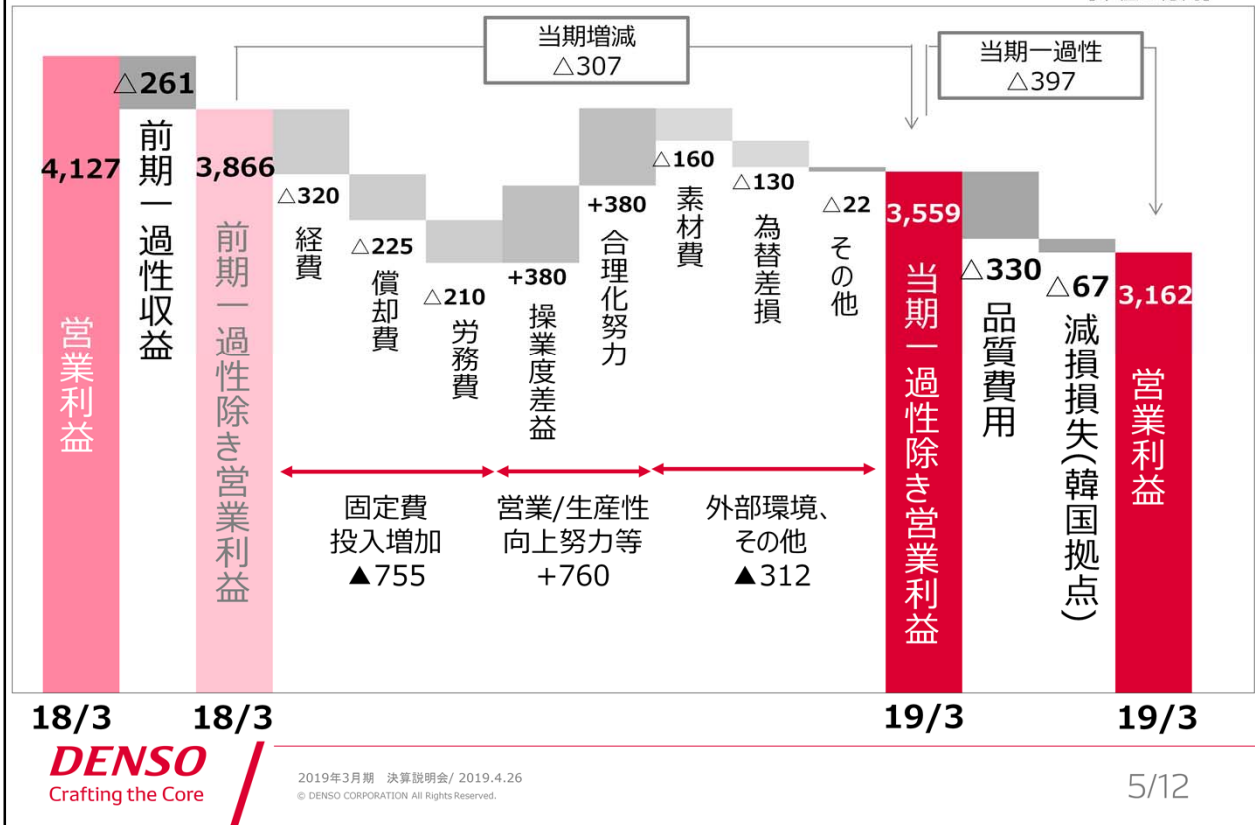 当期増減
△307
当期一過性
△397
4,127
営業利益
△261
前期一過性収益
3,866
前期一過性除き営業利益
△320
経費
△225
償却費
△210
労務費
+380
操業度差益
+380
合理化努力
△160
素材費
△130
為替差損
△22
その他
3,559
当期一過性除き営業利益
△330
品質費用
△67
減損損失(韓国拠点)
3,162
営業利益
固定費
投入増加
▲755
営業/生産性
向上努力等
+760
外部環境、
その他
▲312
18/3
18/3
19/3
19/3
DENSO
Crafting the Core
2019年3月期 決算説明会/ 2019.4.26
© DENSO CORPORATION All Rights Reserved.
5/12